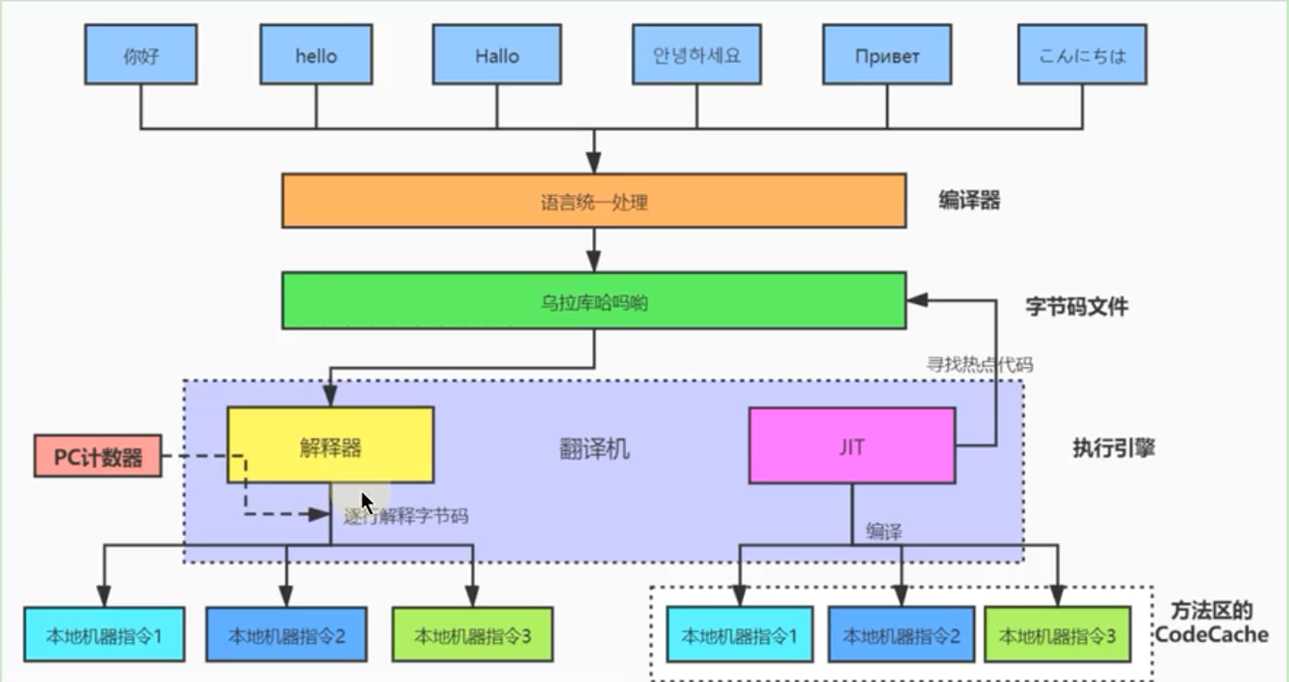 你好
hello
Hallo
안녕하세요
Привет
こんにちは
语言统一处理
编译器
乌拉库哈吗哟
字节码文件
寻找热点代码
PC计数器
解释器
翻译机
JIT
执行引擎
逐行解释字节码
编译
本地机器指令1
本地机器指令2
本地机器指令3
本地机器指令1
本地机器指令2
本地机器指令3
方法区的
CodeCache